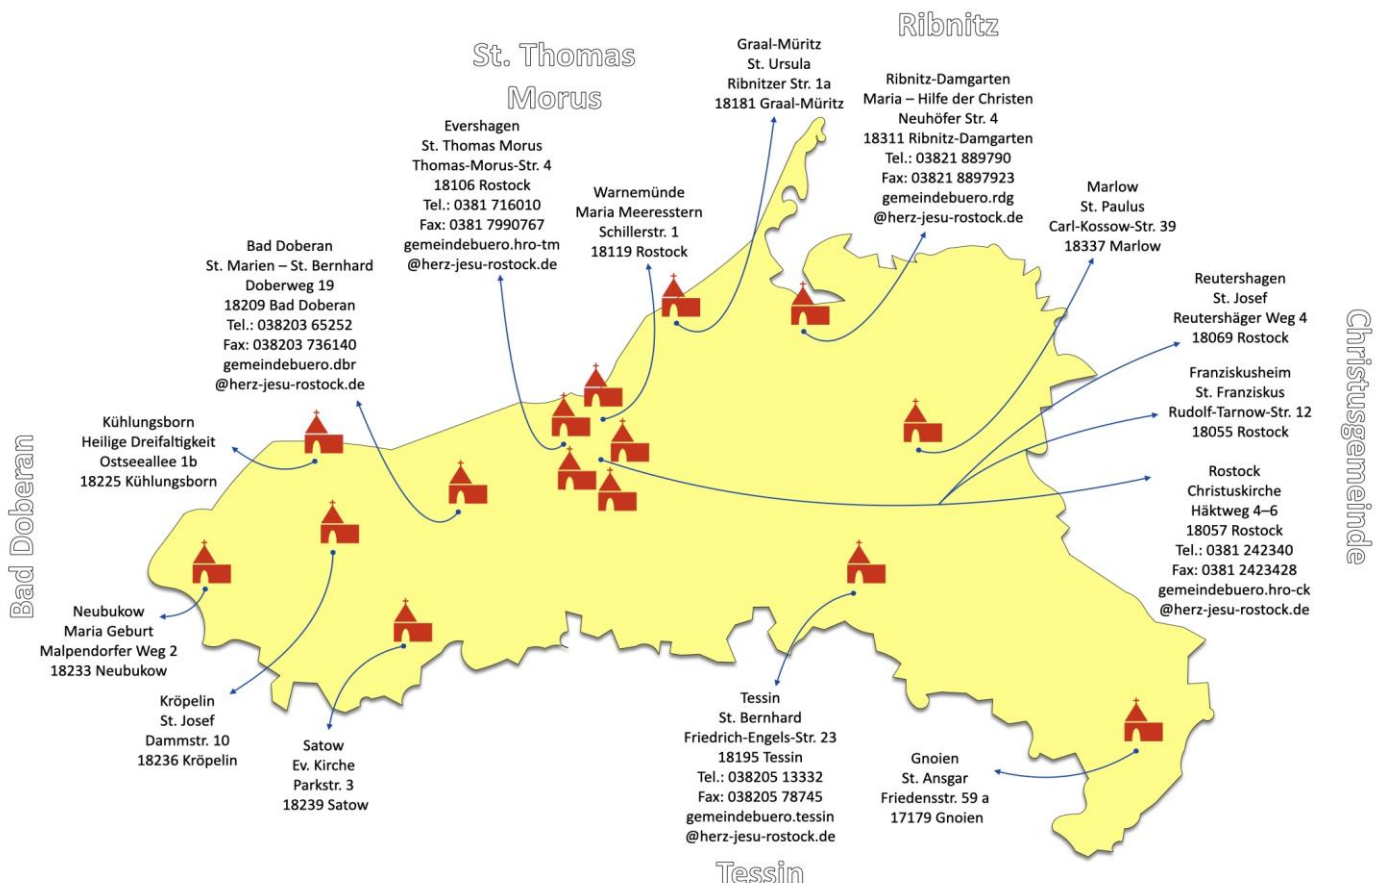 Ribnitz
St. Thomas
Morus
Graal-Müritz
St. Ursula
Ribnitzer Str. 1a
18181 Graal-Müritz
Ribnitz-Damgarten
Maria – Hilfe der Christen
Neuhöfer Str. 4
18311 Ribnitz-Damgarten
Tel.: 03821 889790
Fax: 03821 8897923
gemeindebuero.rdg
@herz-jesu-rostock.de
Evershagen
St. Thomas Morus
Thomas-Morus-Str. 4
18106 Rostock
Tel.: 0381 716010
Fax: 0381 7990767
gemeindebuero.hro-tm
@herz-jesu-rostock.de
Warnemünde
Maria Meeresstern
Schillerstr. 1
18119 Rostock
Marlow
St. Paulus
Carl-Kossow-Str. 39
18337 Marlow
Bad Doberan
St. Marien – St. Bernhard
Doberweg 19
18209 Bad Doberan
Tel.: 038203 65252
Fax: 038203 736140
gemeindebuero.dbr
@herz-jesu-rostock.de
Reutershagen
St. Josef
Reutershäger Weg 4
18069 Rostock
Christusgemeinde
Franziskusheim
St. Franziskus
Rudolf-Tarnow-Str. 12
18055 Rostock
Kühlungsborn
Heilige Dreifaltigkeit
Ostseeallee 1b
18225 Kühlungsborn
Bad Doberan
Rostock
Christuskirche
Häktweg 4–6
18057 Rostock
Tel.: 0381 242340
Fax: 0381 2423428
gemeindebuero.hro-ck
@herz-jesu-rostock.de
Neubukow
Maria Geburt
Malpendorfer Weg 2
18233 Neubukow
Kröpelin
St. Josef
Dammstr. 10
18236 Kröpelin
Satow
Ev. Kirche
Parkstr. 3
18239 Satow
Tessin
St. Bernhard
Friedrich-Engels-Str. 23
18195 Tessin
Tel.: 038205 13332
Fax: 038205 78745
gemeindebuero.tessin
@herz-jesu-rostock.de
Gnoien
St. Ansgar
Friedensstr. 59 a
17179 Gnoien
Tessin